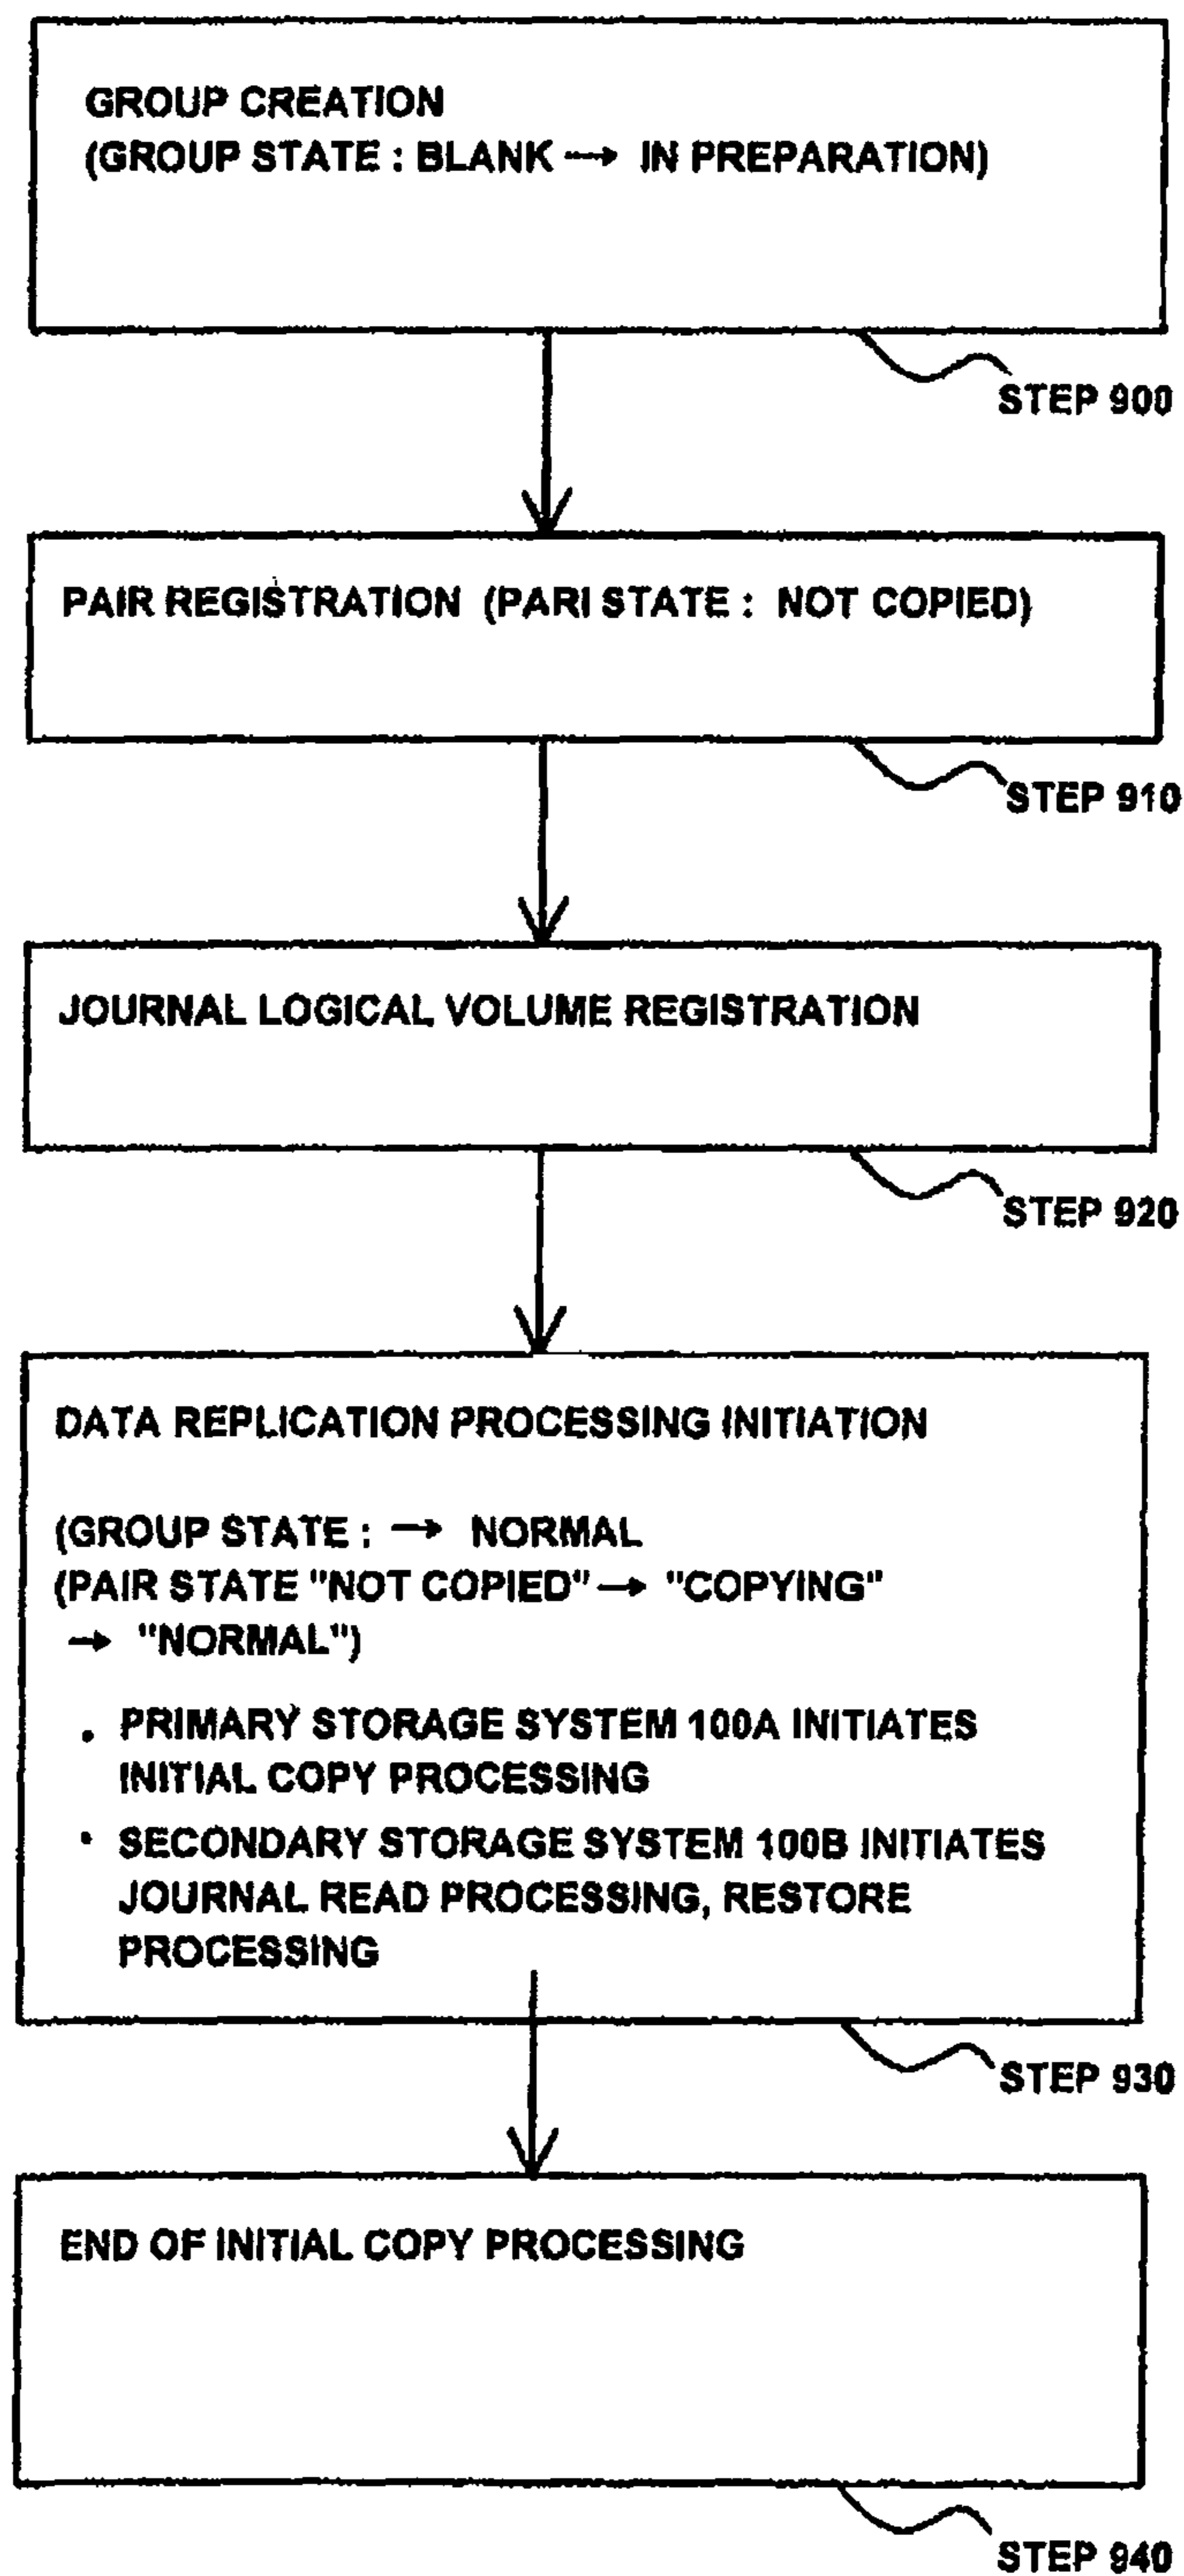 GROUP CREATION
(GROUP STATE : BLANK → IN PREPARATION)
STEP 900
PAIR REGISTRATION (PARI STATE : NOT COPIED)
STEP 910
JOURNAL LOGICAL VOLUME REGISTRATION
STEP 920
DATA REPLICATION PROCESSING INITIATION
(GROUP STATE : → NORMAL
(PAIR STATE "NOT COPIED" → "COPYING"
→ "NORMAL")
• PRIMARY STORAGE SYSTEM 100A INITIATES
INITIAL COPY PROCESSING
• SECONDARY STORAGE SYSTEM 100B INITIATES
JOURNAL READ PROCESSING, RESTORE
PROCESSING
STEP 930
END OF INITIAL COPY PROCESSING
STEP 940